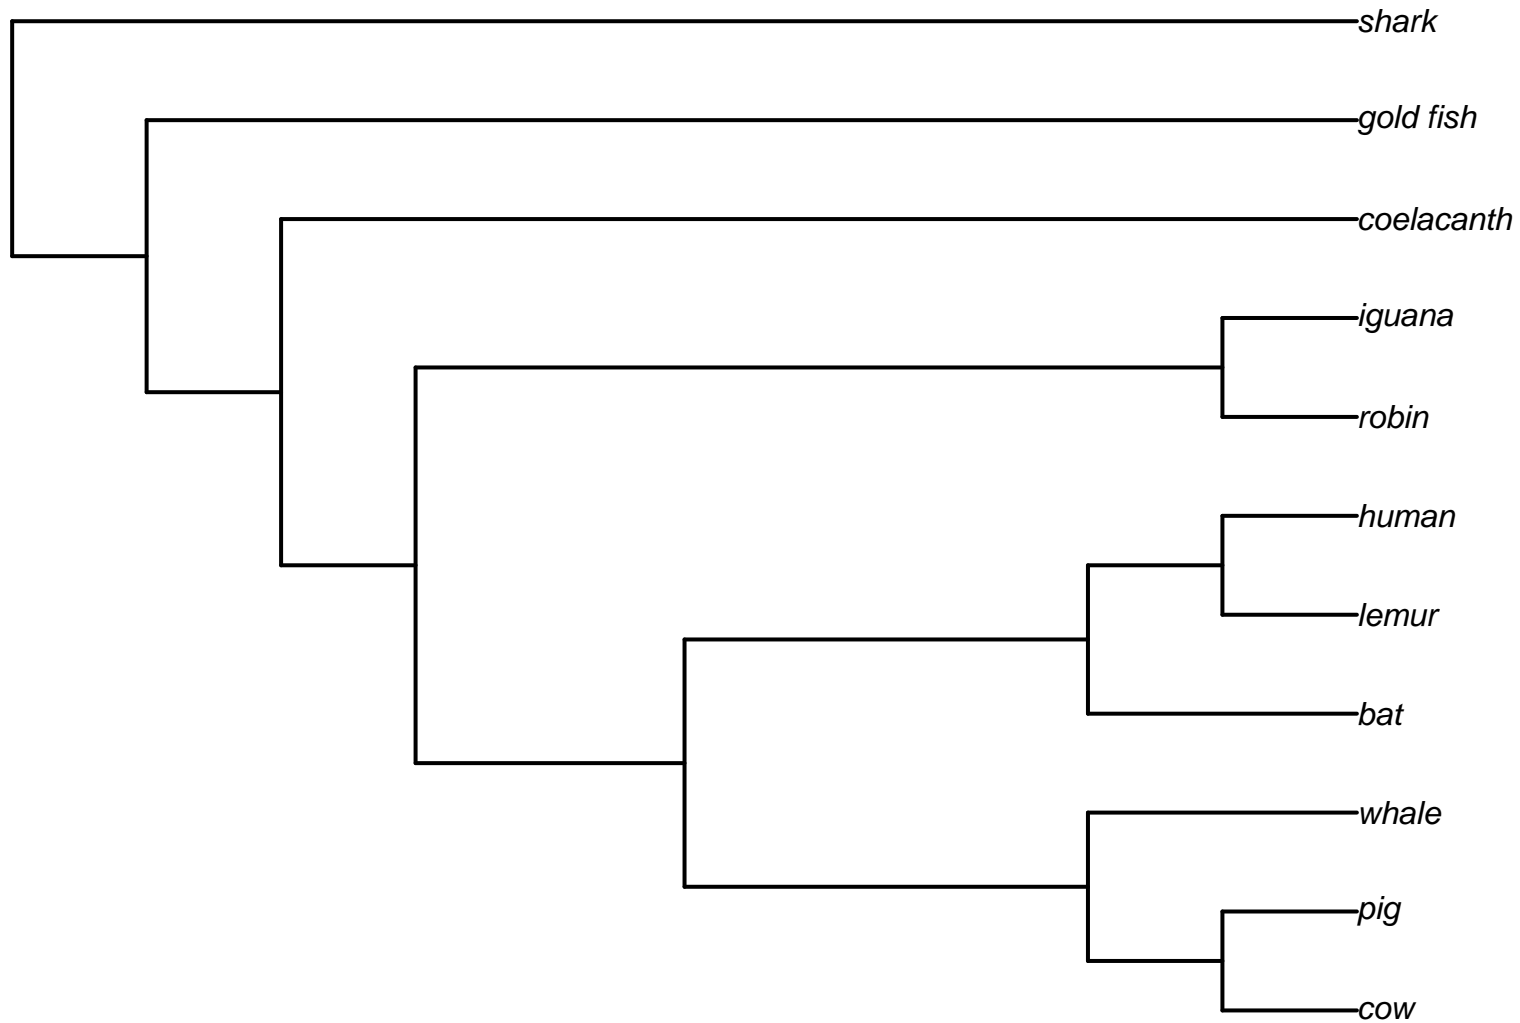 shark
gold fish
coelacanth
iguana
robin
human
lemur
bat
whale
pig
cow